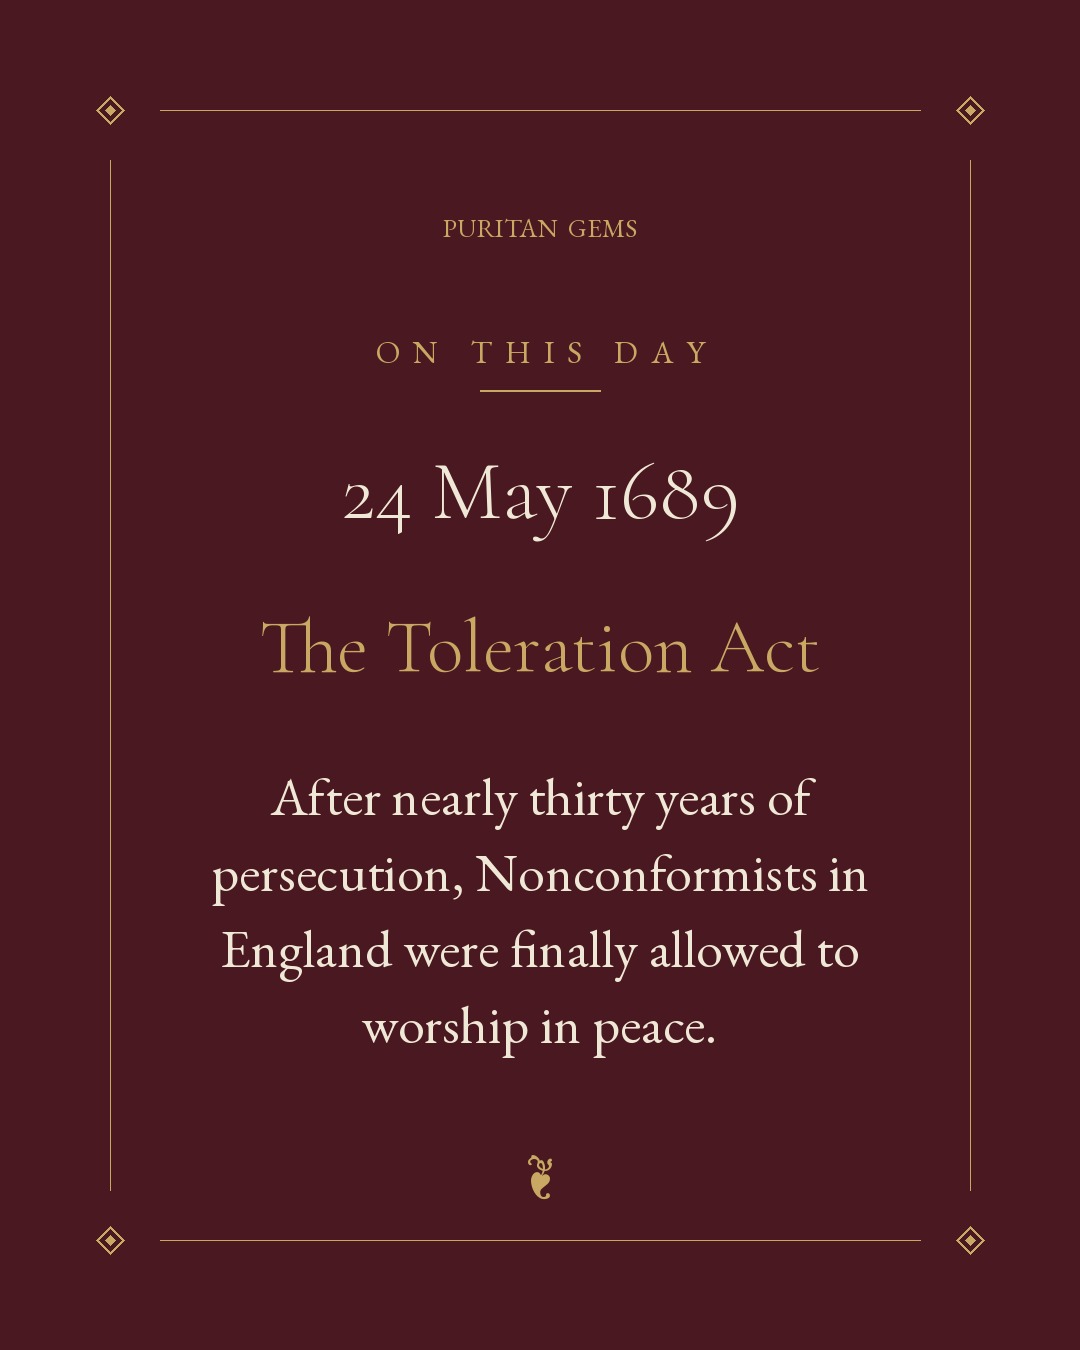 PURITAN GEMS
ON THIS DAY
24 May 1689
The Toleration Act
After nearly thirty years of
persecution, Nonconformists in
England were finally allowed to
worship in peace.